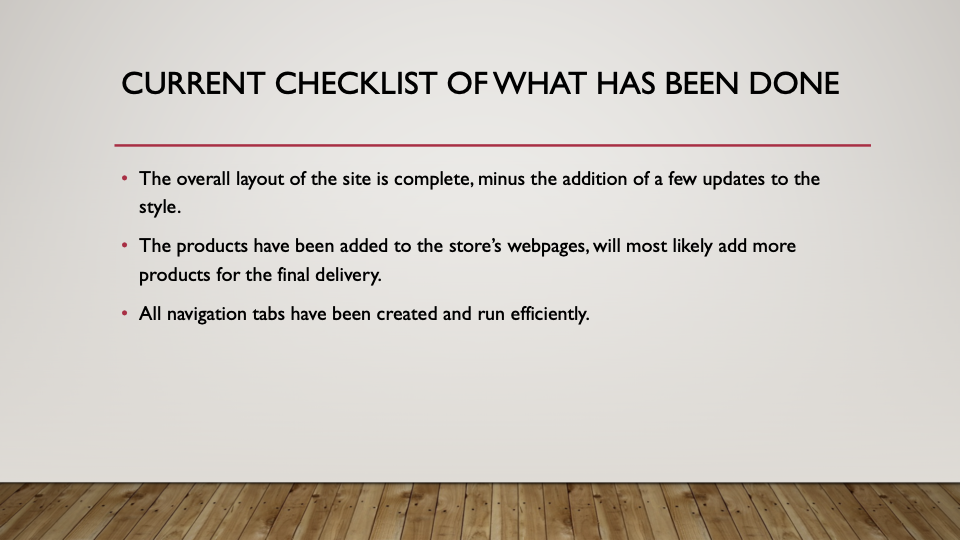 CURRENT CHECKLIST OF WHAT HAS BEEN DONE
• The overall layout of the site is complete, minus the addition of a few updates to the
style.
• The products have been added to the store’s webpages, will most likely add more
products for the final delivery.
• All navigation tabs have been created and run efficiently.